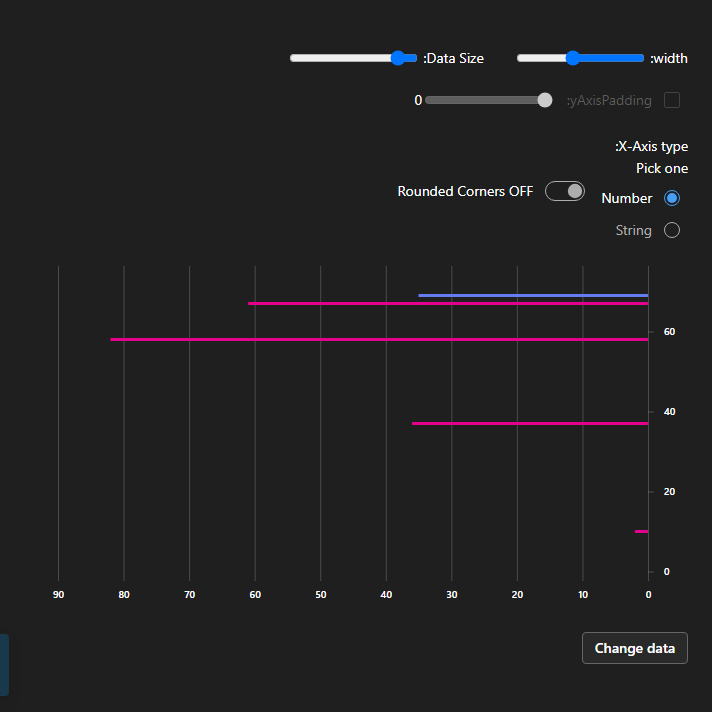 :width
:Data Size
:yAxisPadding
0
:X-Axis type
Pick one
Number
Rounded Corners OFF
String
60
40
20
0
90 80 70 60 50 40 30 20 10 0
Change data